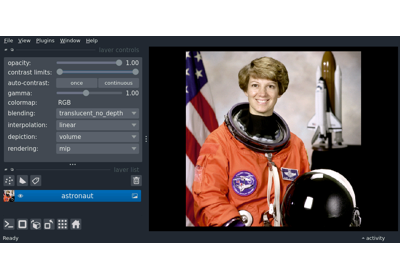 File View Plugins Window Help
layer controls
opacity: 1.00
contrast limits:
auto-contrast: once continuous
gamma: 1.00
colormap: RGB
blending: translucent_no_depth
interpolation: linear
depiction: volume
rendering: mip
layer list
astronaut
Ready
activity